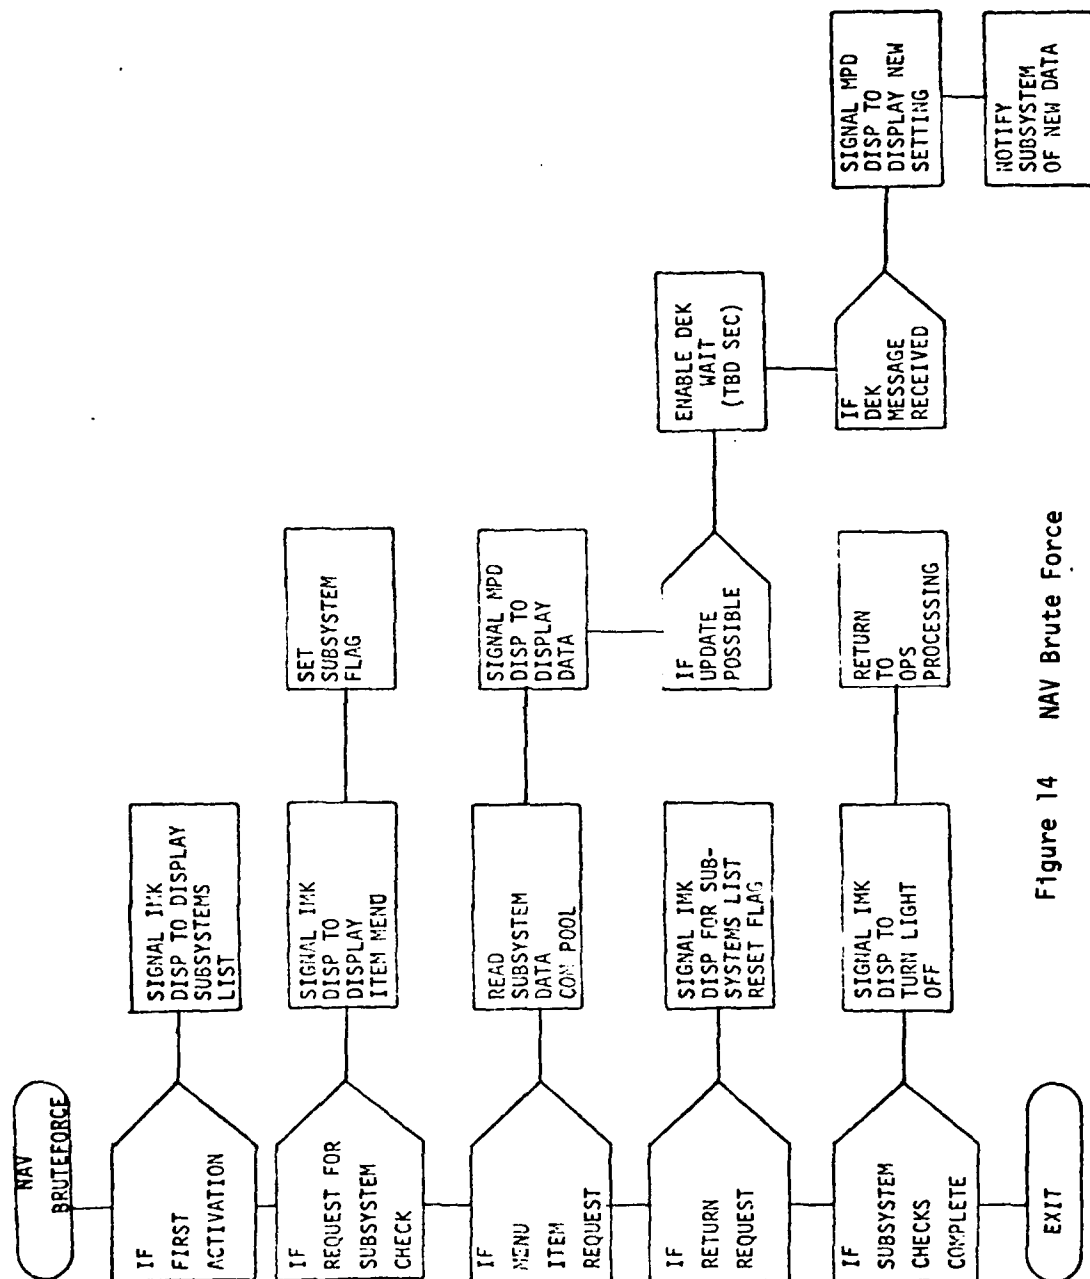 NAV
BRUTEFORCE
IF
FIRST
ACTIVATION
SIGNAL IMK
DISP TO DISPLAY
SUBSYSTEMS
LIST
IF
REQUEST FOR
SUBSYSTEM
CHECK
SIGNAL IMK
DISP TO
DISPLAY
ITEM MENU
SET
SUBSYSTEM
FLAG
IF
MENU
ITEM
REQUEST
READ
SUBSYSTEM
DATA
COM POOL
SIGNAL MPD
DISP TO
DISPLAY
DATA
IF
UPDATE
POSSIBLE
ENABLE DEK
WAIT
(TBD SEC)
IF
DEK
MESSAGE
RECEIVED
SIGNAL MPD
DISP TO
DISPLAY NEW
SETTING
NOTIFY
SUBSYSTEM
OF NEW DATA
IF
RETURN
REQUEST
SIGNAL IMK
DISP FOR SUB-
SYSTEMS LIST
RESET FLAG
IF
SUBSYSTEM
CHECKS
COMPLETE
SIGNAL IMK
DISP TO
TURN LIGHT
OFF
RETURN
TO
OPS
PROCESSING
EXIT
Figure 14 NAV Brute Force